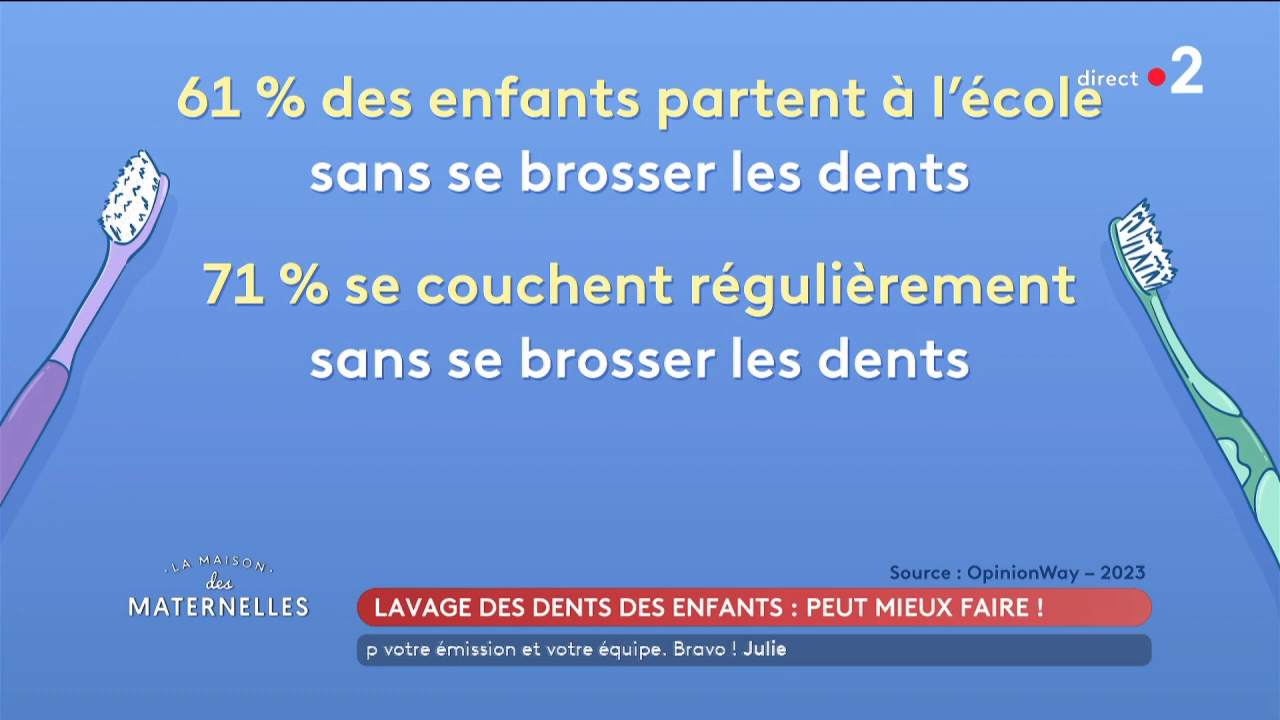 direct 2
61 % des enfants partent à l'école
sans se brosser les dents
71 % se couchent régulièrement
sans se brosser les dents
LA MAISON
des
MATERNELLES
Source : OpinionWay – 2023
LAVAGE DES DENTS DES ENFANTS : PEUT MIEUX FAIRE !
p votre émission et votre équipe. Bravo ! Julie